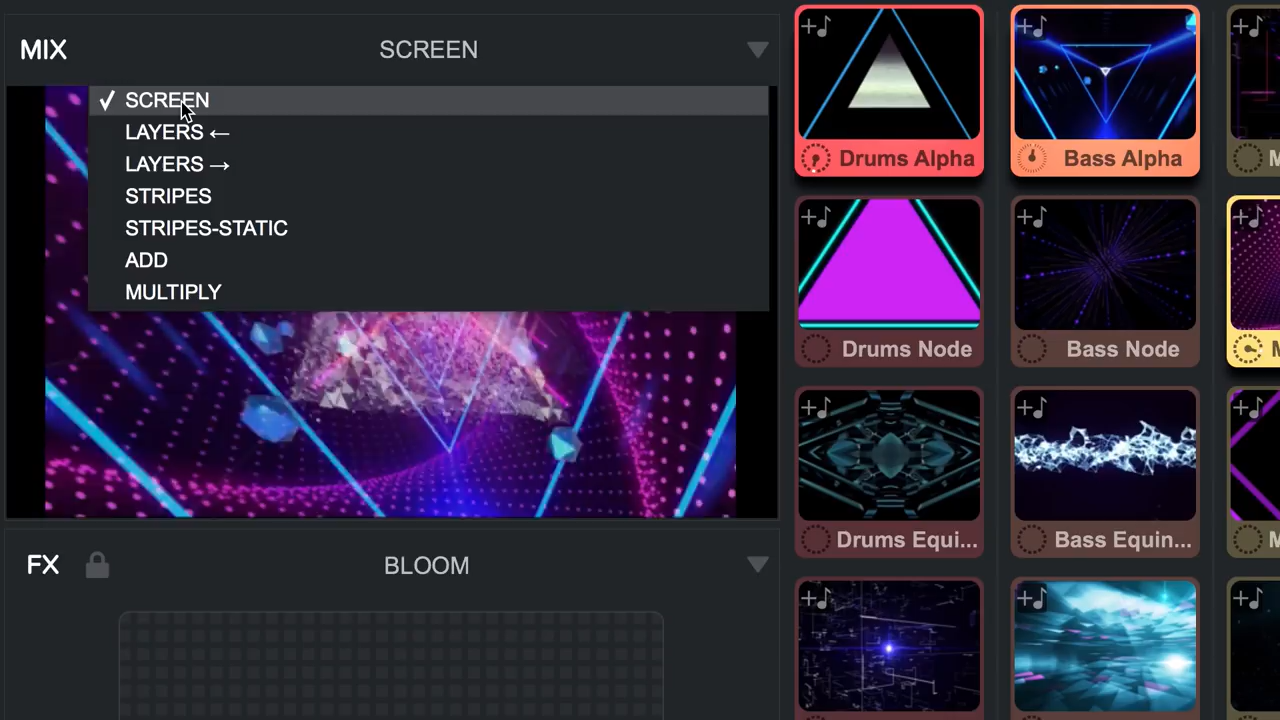 MIX
SCREEN
✓ SCREEN
LAYERS ←
LAYERS →
STRIPES
STRIPES-STATIC
ADD
MULTIPLY
FX
BLOOM
Drums Alpha
Bass Alpha
M
Drums Node
Bass Node
M
Drums Equi...
Bass Equin...
M